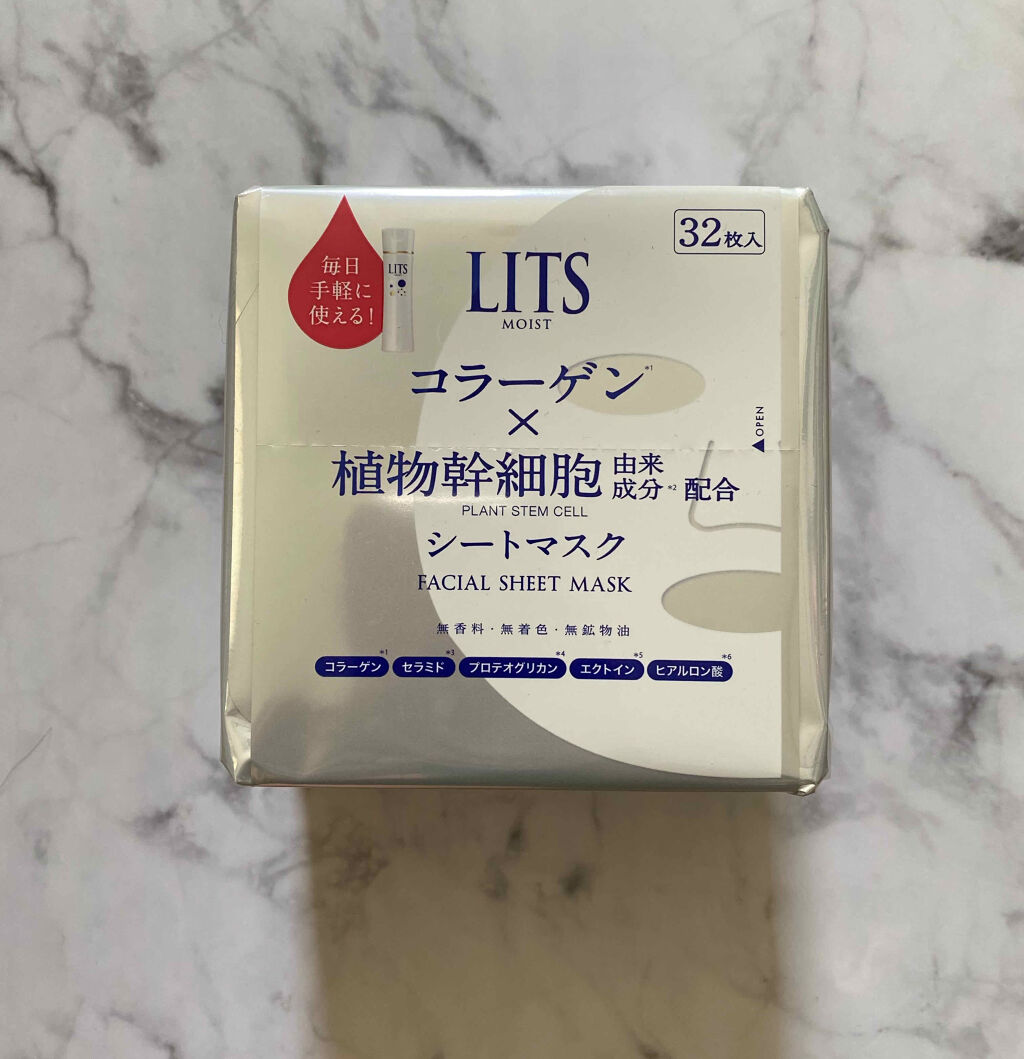 32枚入
毎日
手軽に
使える!
LITS
LITS
MOIST
コラーゲン*1
×
植物幹細胞 由来成分*2 配合
PLANT STEM CELL
シートマスク
FACIAL SHEET MASK
無香料・無着色・無鉱物油
コラーゲン*1 セラミド*3 プロテオグリカン*4 エクトイン*5 ヒアルロン酸*6
▲OPEN